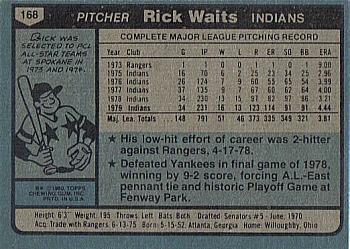 168 PITCHER Rick Waits INDIANS
COMPLETE MAJOR LEAGUE PITCHING RECORD
Year Club G IP W L R ER SO BB ERA
1973 Rangers 1 1 0 0 1 1 0 1 9.00
1975 Indians 16 70 6 2 25 23 34 25 2.96
1976 Indians 26 124 7 9 60 55 65 54 3.99
1977 Indians 37 135 9 7 67 60 62 64 4.00
1978 Indians 34 230 13 15 97 82 97 86 3.21
1979 Indians 34 231 16 13 123 114 91 91 4.44
Maj. Lea. Totals 148 791 51 46 373 335 349 321 3.81
RICK WAS
SELECTED TO PCL
ALL-STAR TEAMS
AT SPOKANE IN
1973 AND 1974.
★ His low-hit effort of career was 2-hitter
against Rangers, 4-17-78.
★ Defeated Yankees in final game of 1978,
winning by 9-2 score, forcing A.L.-East
pennant tie and historic Playoff Game at
Fenway Park.
© 1980 TOPPS
CHEWING GUM, INC.
PRTD. IN U.S.A.
Height: 6'3" Weight: 195 Throws Left Bats Both Drafted: Senators #5 - June, 1970
Acq: Trade with Rangers - 6-13-75 Born: 5-15-52, Atlanta, Georgia Home: Willoughby, Ohio